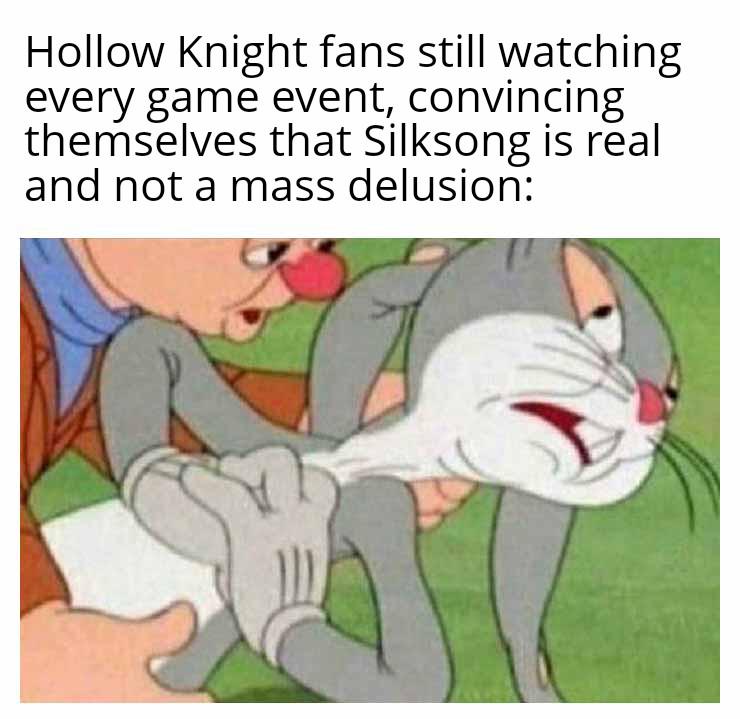 Hollow Knight fans still watching
every game event, convincing
themselves that Silksong is real
and not a mass delusion: